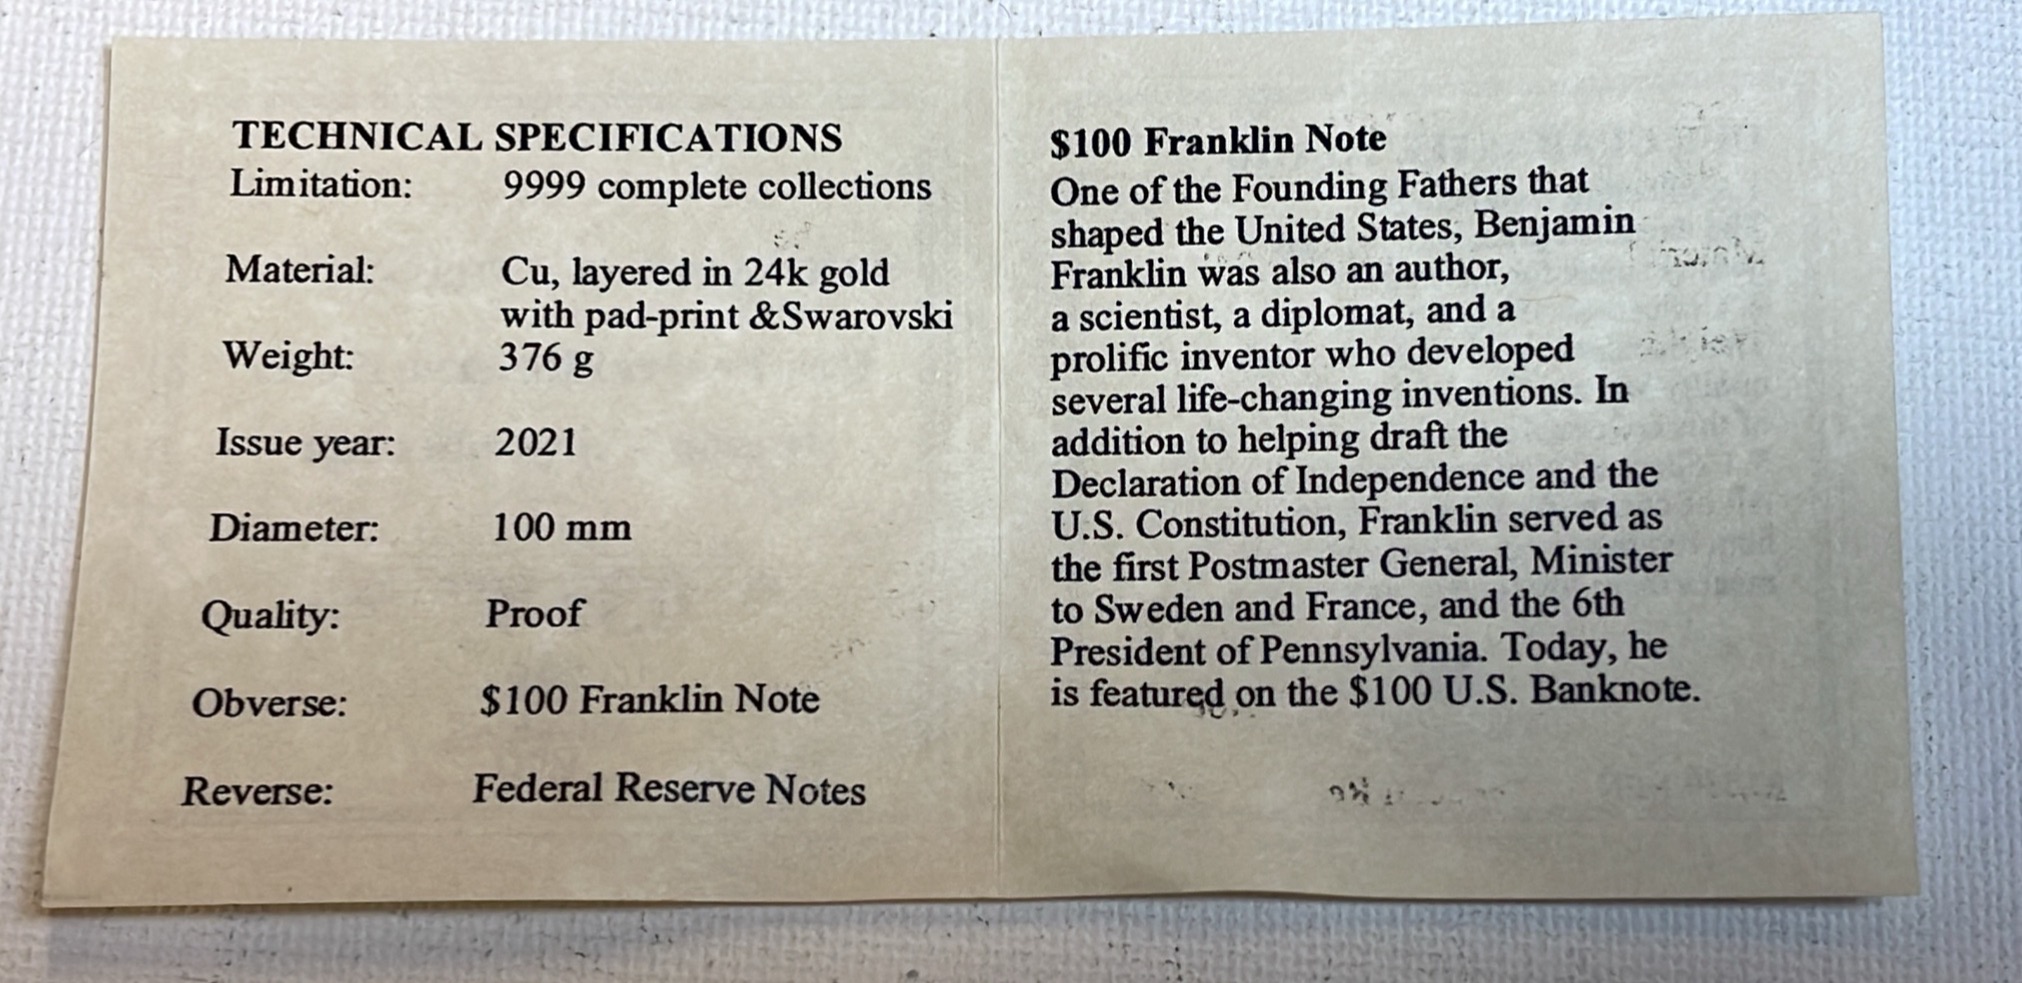 TECHNICAL SPECIFICATIONS
Limitation: 9999 complete collections
Material: Cu, layered in 24k gold
with pad-print &Swarovski
Weight: 376 g
Issue year: 2021
Diameter: 100 mm
Quality: Proof
Obverse: $100 Franklin Note
Reverse: Federal Reserve Notes
$100 Franklin Note
One of the Founding Fathers that
shaped the United States, Benjamin
Franklin was also an author,
a scientist, a diplomat, and a
prolific inventor who developed
several life-changing inventions. In
addition to helping draft the
Declaration of Independence and the
U.S. Constitution, Franklin served as
the first Postmaster General, Minister
to Sweden and France, and the 6th
President of Pennsylvania. Today, he
is featured on the $100 U.S. Banknote.